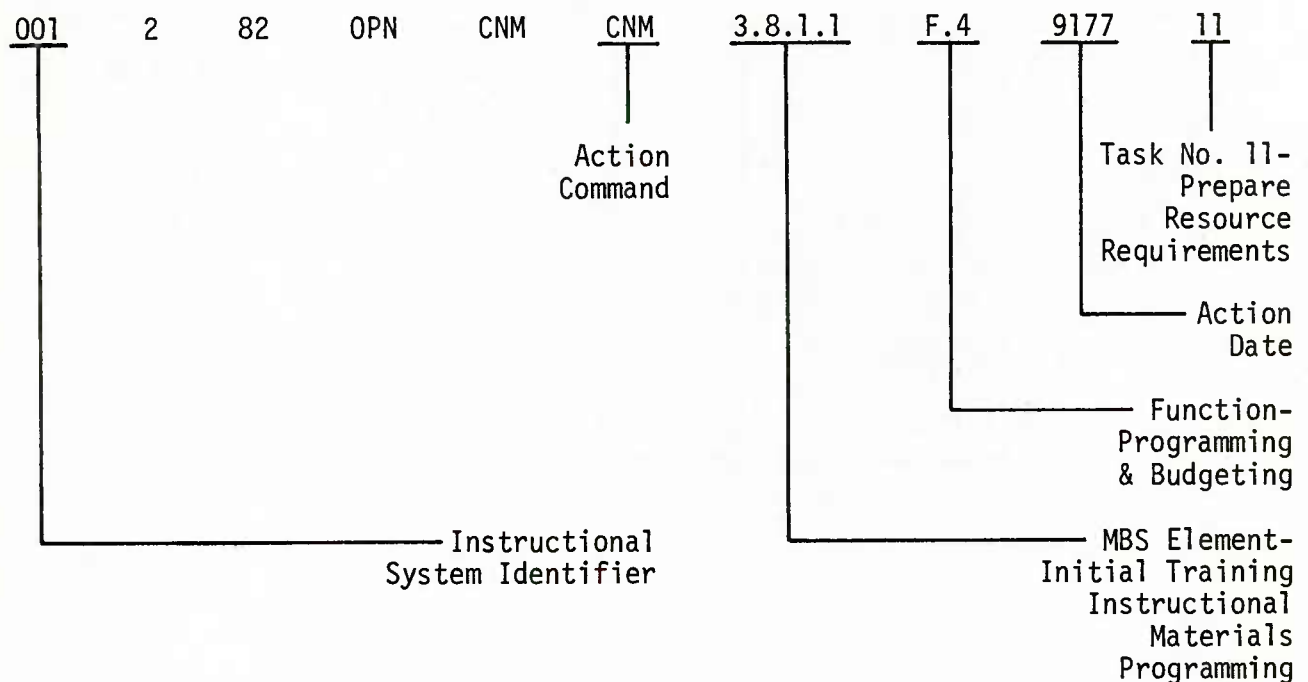 001 2 82 OPN CNM CNM 3.8.1.1 F.4 9177 11
Action
Command
Task No. 11-
Prepare
Resource
Requirements
Action
Date
Function-
Programming
& Budgeting
Instructional
System Identifier
MBS Element-
Initial Training
Instructional
Materials
Programming